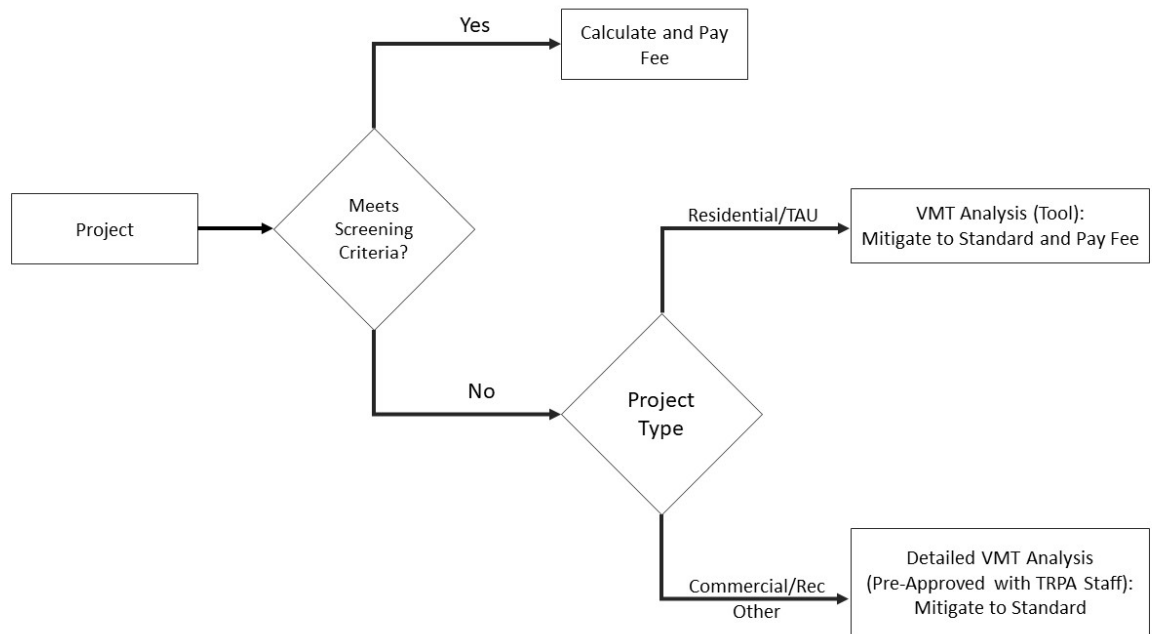 Yes
Calculate and Pay
Fee
Project
Meets
Screening
Criteria?
Residential/TAU
VMT Analysis (Tool):
Mitigate to Standard and Pay Fee
No
Project
Type
Commercial/Rec
Other
Detailed VMT Analysis
(Pre-Approved with TRPA Staff):
Mitigate to Standard